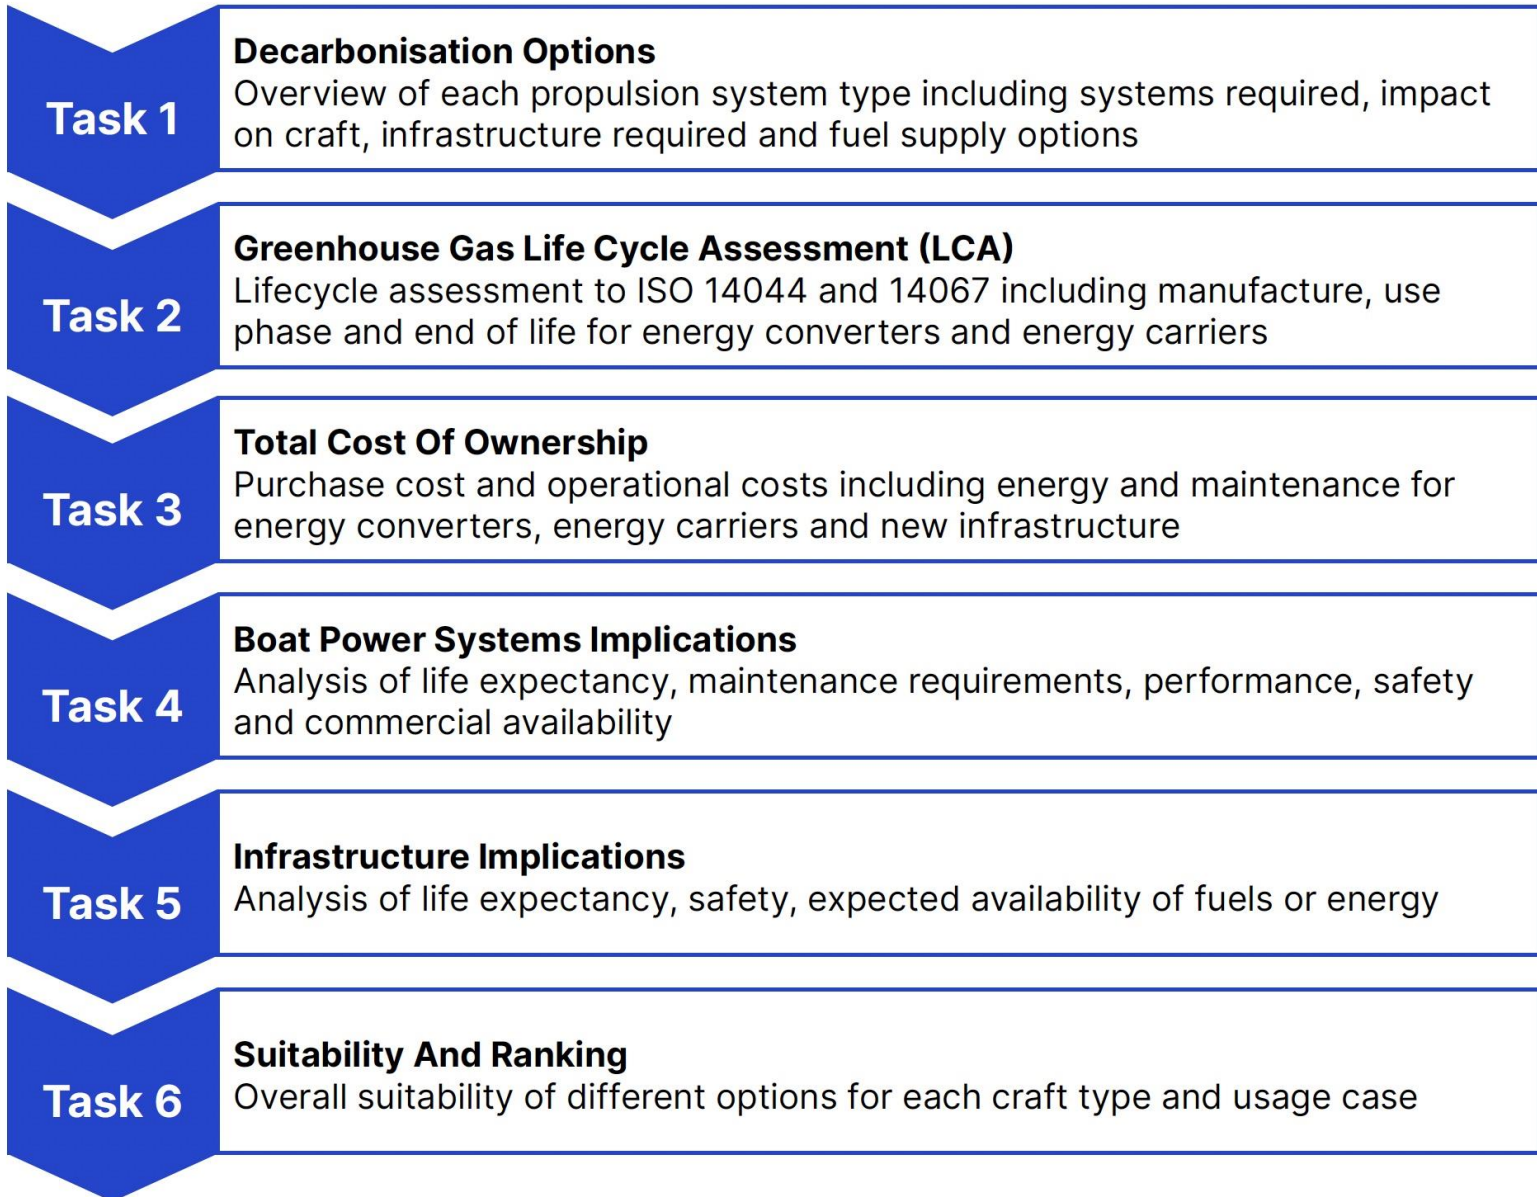 Task 1
Decarbonisation Options
Overview of each propulsion system type including systems required, impact
on craft, infrastructure required and fuel supply options
Task 2
Greenhouse Gas Life Cycle Assessment (LCA)
Lifecycle assessment to ISO 14044 and 14067 including manufacture, use
phase and end of life for energy converters and energy carriers
Task 3
Total Cost Of Ownership
Purchase cost and operational costs including energy and maintenance for
energy converters, energy carriers and new infrastructure
Task 4
Boat Power Systems Implications
Analysis of life expectancy, maintenance requirements, performance, safety
and commercial availability
Task 5
Infrastructure Implications
Analysis of life expectancy, safety, expected availability of fuels or energy
Task 6
Suitability And Ranking
Overall suitability of different options for each craft type and usage case